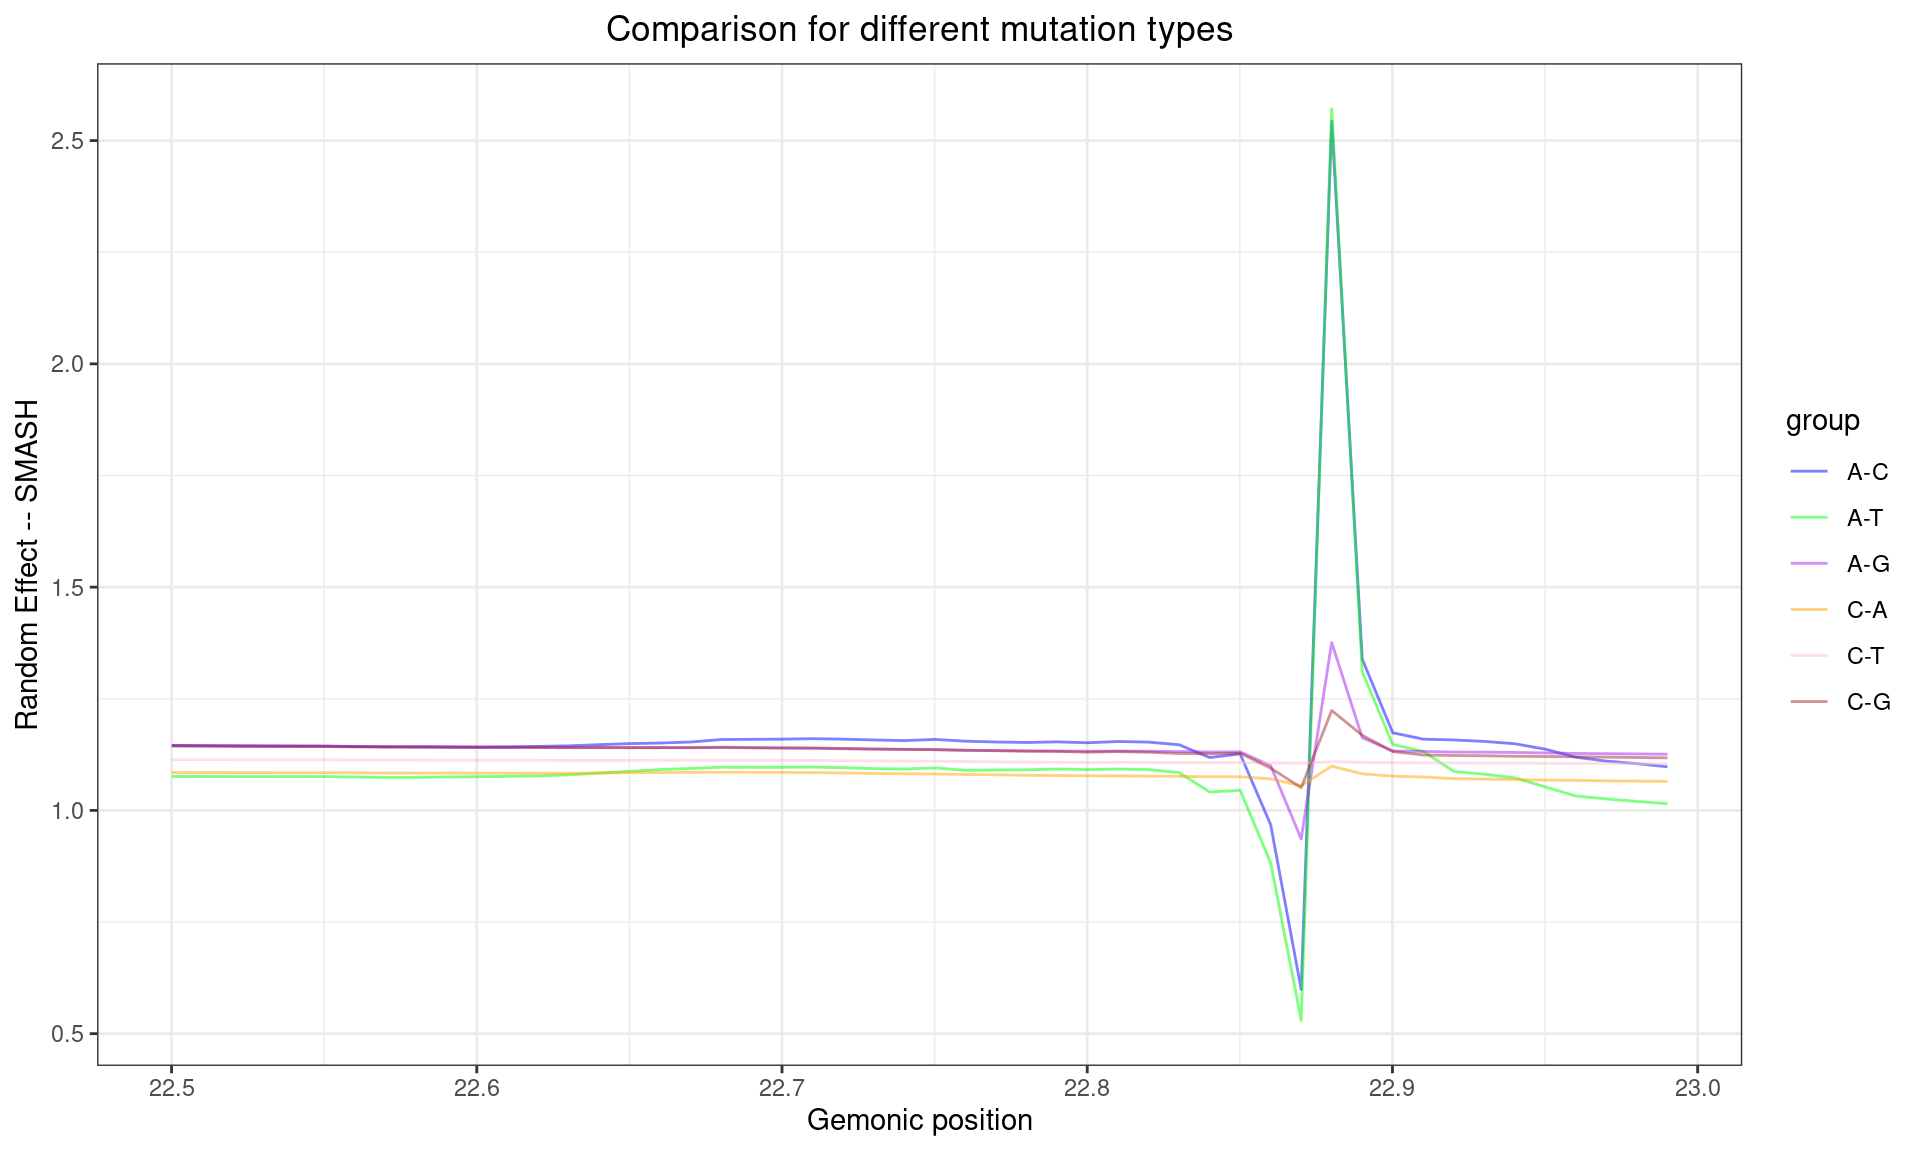 Comparison for different mutation types
Random Effect -- SMASH
2.5
2.0
1.5
1.0
0.5
22.5 22.6 22.7 22.8 22.9 23.0
Gemonic position
group
A-C
A-T
A-G
C-A
C-T
C-G